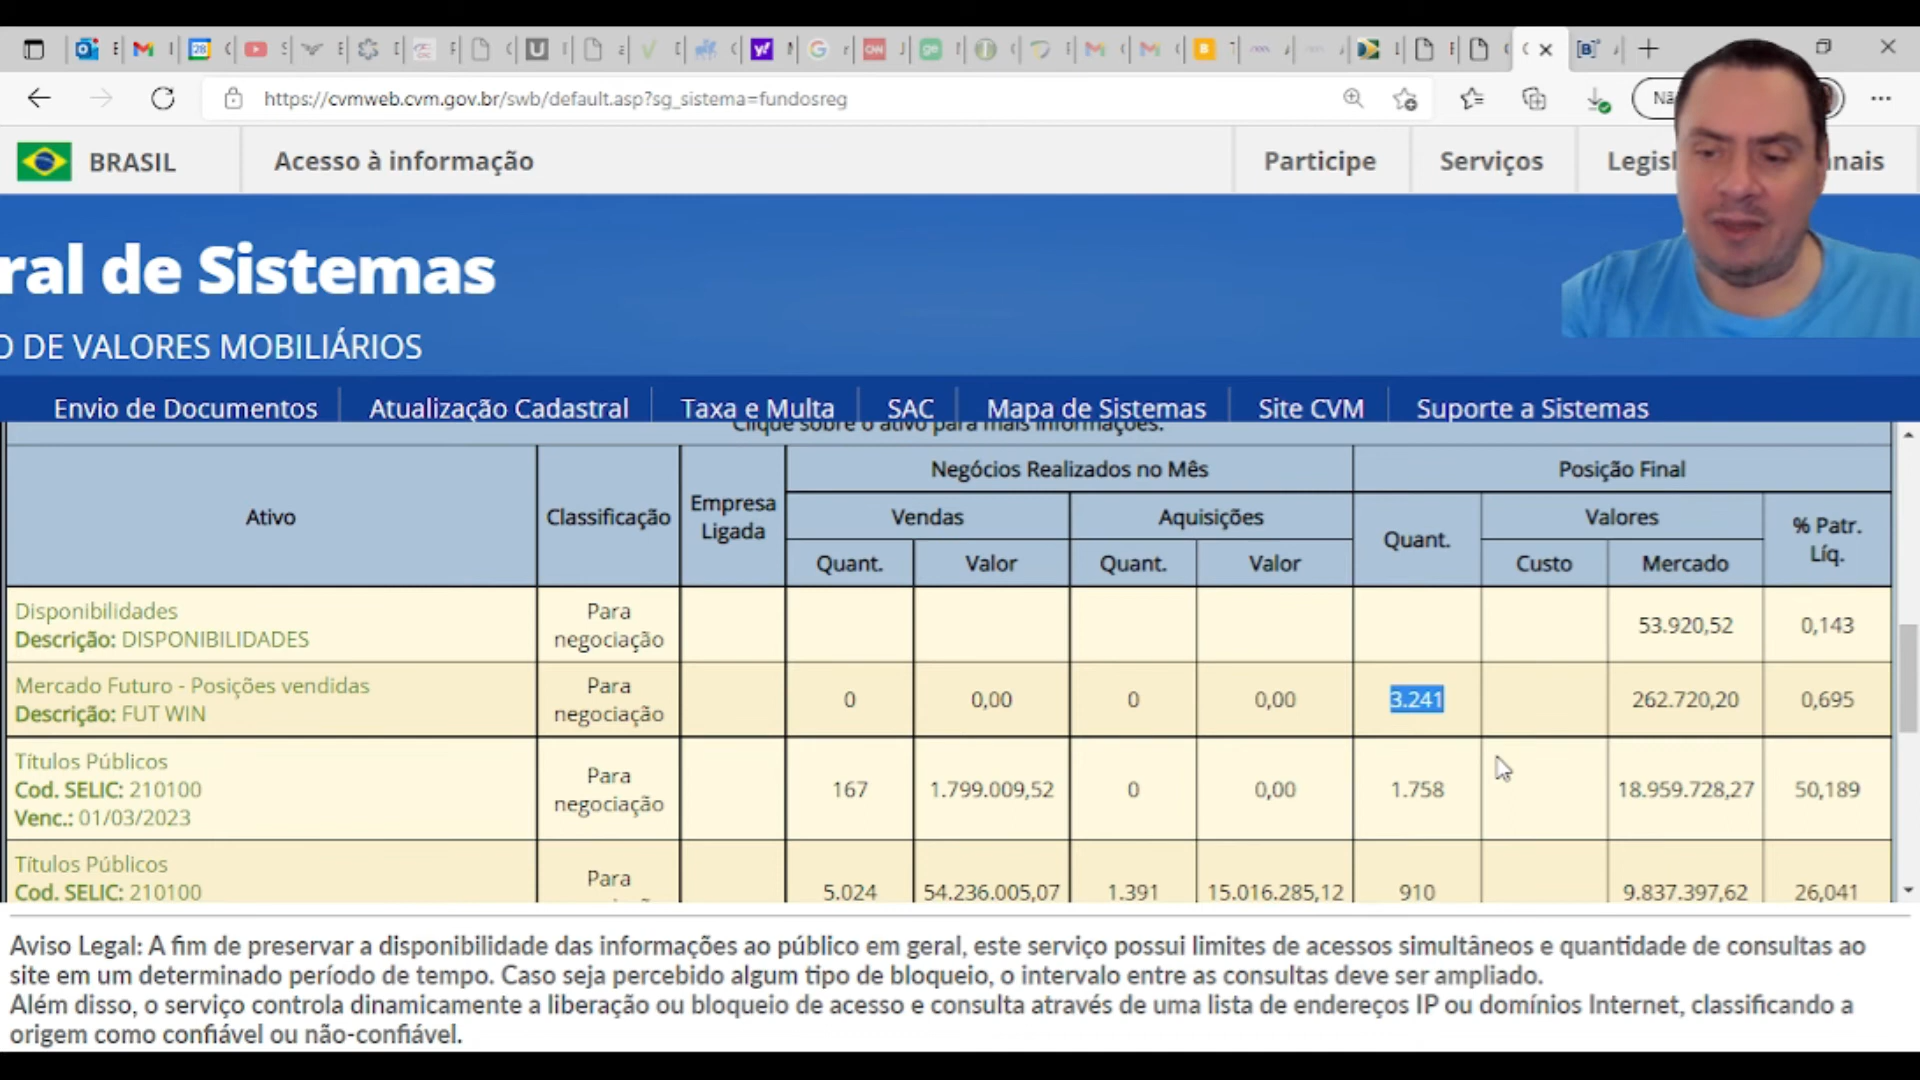 https://cvmweb.cvm.gov.br/swb/default.asp?sg_sistema=fundosreg
BRASIL
Acesso à informação
Participe
Serviços
ral de Sistemas
O DE VALORES MOBILIÁRIOS
Envio de Documentos
Atualização Cadastral
Taxa e Multa
SAC
Mapa de Sistemas
Site CVM
Suporte a Sistemas
Clique sobre o ativo para mais informações.
Ativo
Classificação
Empresa
Ligada
Negócios Realizados no Mês
Posição Final
Vendas
Aquisições
Quant.
Valores
% Patr.
Líq.
Quant.
Valor
Quant.
Valor
Custo
Mercado
Disponibilidades
Descrição: DISPONIBILIDADES
Para
negociação
53.920,52
0,143
Mercado Futuro - Posições vendidas
Descrição: FUT WIN
Para
negociação
0
0,00
0
0,00
3.241
262.720,20
0,695
Títulos Públicos
Cod. SELIC: 210100
Venc.: 01/03/2023
Para
negociação
167
1.799.009,52
0
0,00
1.758
18.959.728,27
50,189
Títulos Públicos
Cod. SELIC: 210100
Para
5.024
54.236.005,07
1.391
15.016.285,12
910
9.837.397,62
26,041
Aviso Legal: A fim de preservar a disponibilidade das informações ao público em geral, este serviço possui limites de acessos simultâneos e quantidade de consultas ao
site em um determinado período de tempo. Caso seja percebido algum tipo de bloqueio, o intervalo entre as consultas deve ser ampliado.
Além disso, o serviço controla dinamicamente a liberação ou bloqueio de acesso e consulta através de uma lista de endereços IP ou domínios Internet, classificando a
origem como confiável ou não-confiável.